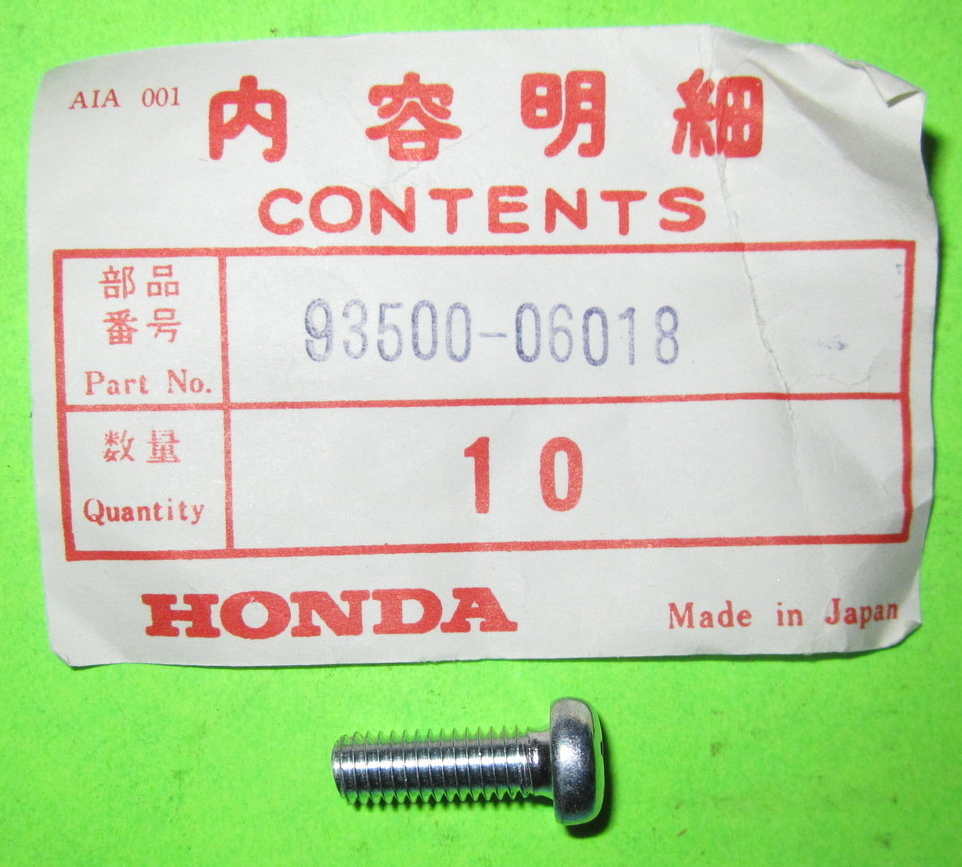 AIA 001
内容明細
CONTENTS
部品
番号
Part No.
93500-06018
数量
Quantity
10
HONDA
Made in Japan